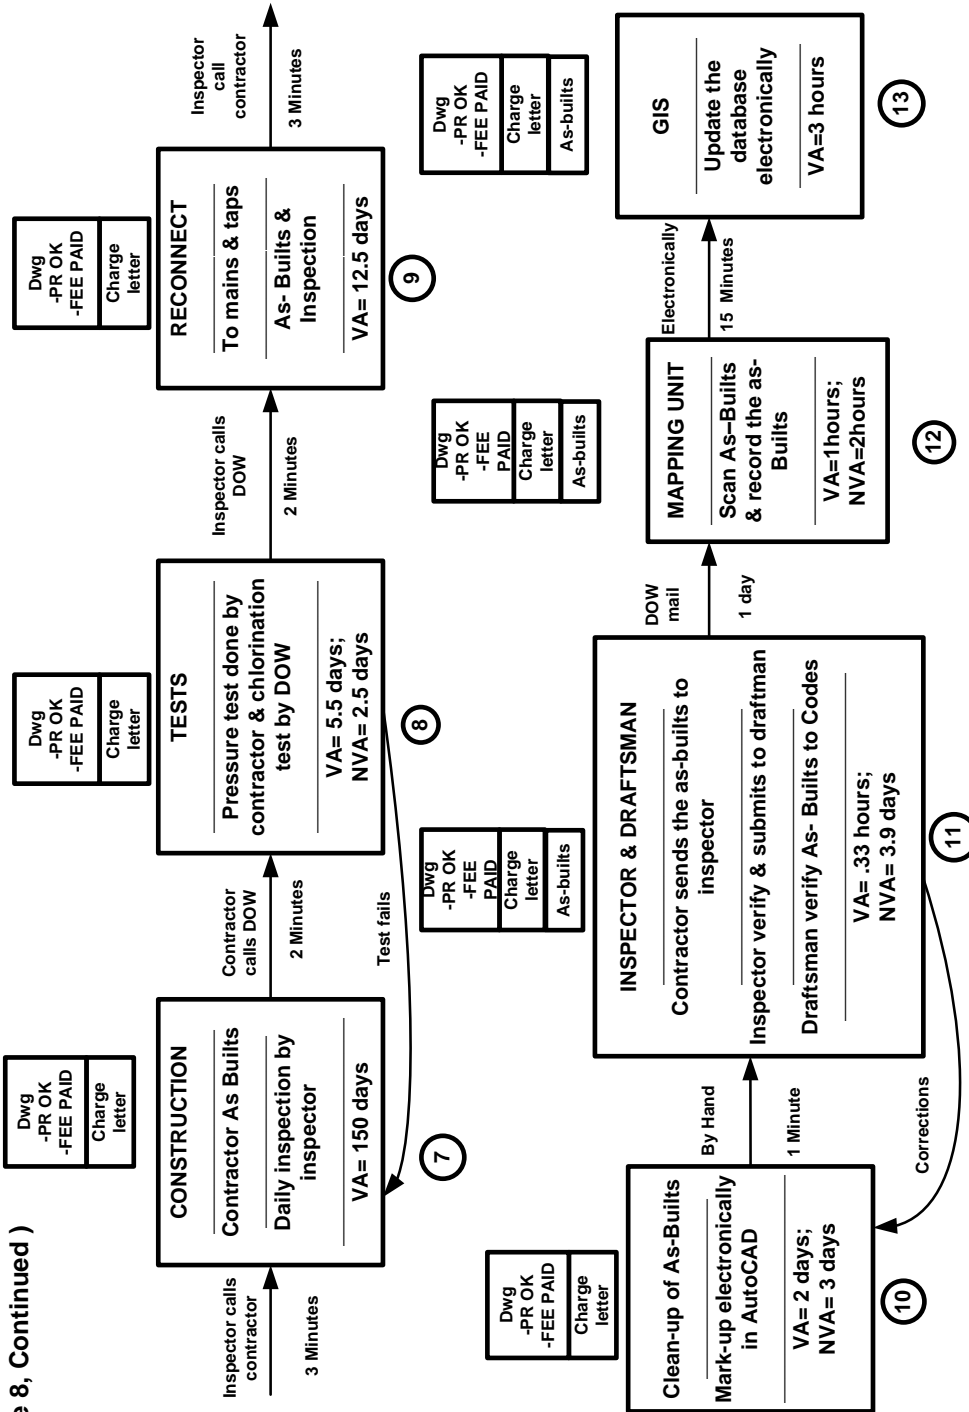 e 8, Continued )
Inspector calls
contractor
3 Minutes
Dwg
-PR OK
-FEE PAID
Charge
letter
CONSTRUCTION
Contractor As Builts
Daily inspection by
inspector
VA= 150 days
7
Contractor
calls DOW
2 Minutes
Test fails
Dwg
-PR OK
-FEE PAID
Charge
letter
TESTS
Pressure test done by
contractor & chlorination
test by DOW
VA= 5.5 days;
NVA= 2.5 days
8
Inspector calls
DOW
2 Minutes
Dwg
-PR OK
-FEE PAID
Charge
letter
RECONNECT
To mains & taps
As- Builts &
Inspection
VA= 12.5 days
9
Inspector
call
contractor
3 Minutes
Dwg
-PR OK
-FEE PAID
Charge
letter
Clean-up of As-Builts
Mark-up electronically
in AutoCAD
VA= 2 days;
NVA= 3 days
10
By Hand
1 Minute
Corrections
Dwg
-PR OK
-FEE
PAID
Charge
letter
As-builts
INSPECTOR & DRAFTSMAN
Contractor sends the as-builts to
inspector
Inspector verify & submits to draftman
Draftsman verify As- Builts to Codes
VA= .33 hours;
NVA= 3.9 days
11
DOW
mail
1 day
Dwg
-PR OK
-FEE
PAID
Charge
letter
As-builts
MAPPING UNIT
Scan As–Builts
& record the as-
Builts
VA=1hours;
NVA=2hours
12
Electronically
15 Minutes
Dwg
-PR OK
-FEE PAID
Charge
letter
As-builts
GIS
Update the
database
electronically
VA=3 hours
13